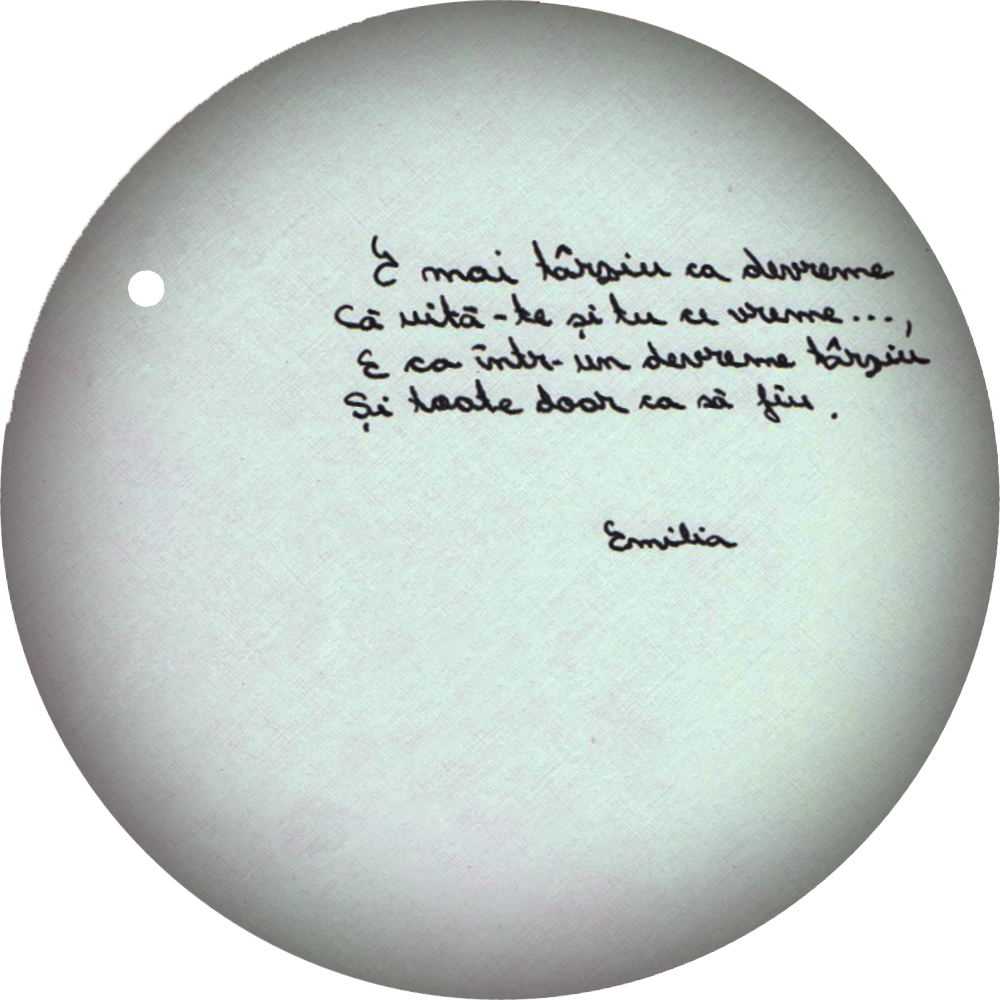 E mai târziu ca devreme
Că uită-te și tu ce vreme...,
E ca într-un devreme târziu
Și toate doar ca să fiu.
Emilia